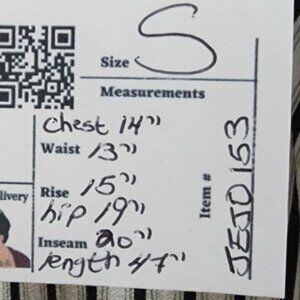 Size S
Measurements
Chest 14"
Waist 13"
Rise 15"
hip 19"
Inseam 20"
length 47"
livery
Item # JEJO153